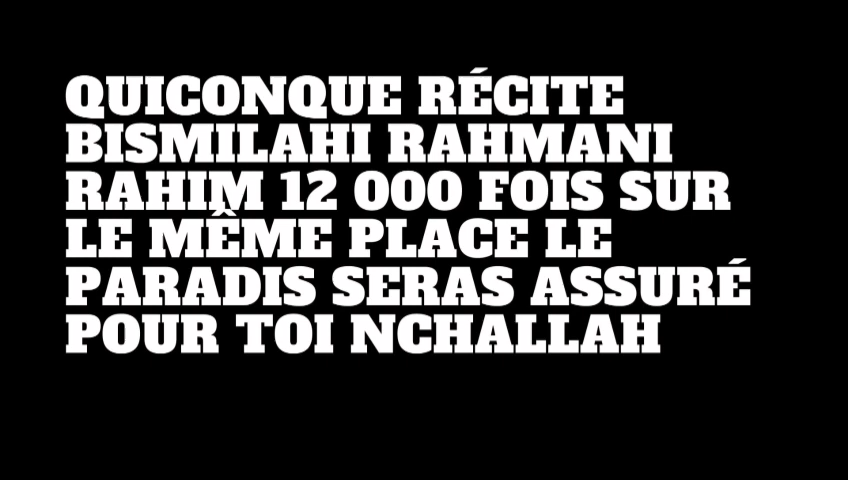 QUICONQUE RÉCITE
BISMILAHI RAHMANI
RAHIM 12 000 FOIS SUR
LE MÊME PLACE LE
PARADIS SERAS ASSURÉ
POUR TOI NCHALLAH